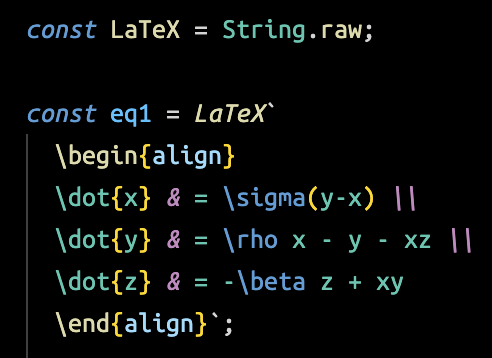 const LaTeX = String.raw;
const eq1 = LaTeX`
\begin{align}
\dot{x} & = \sigma(y-x) \\
\dot{y} & = \rho x - y - xz \\
\dot{z} & = -\beta z + xy
\end{align}`;